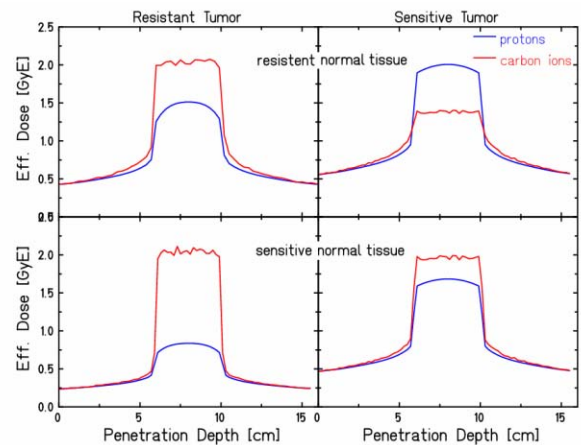 Resistant Tumor
Sensitive Tumor
2.5
protons
carbon ions
2.0
resistent normal tissue
1.5
Eff. Dose [GyE]
1.0
0.5
2.5
2.0
sensitive normal tissue
1.5
Eff. Dose [GyE]
1.0
0.5
0.0
0 5 10 15 0 5 10 15
Penetration Depth [cm]
Penetration Depth [cm]